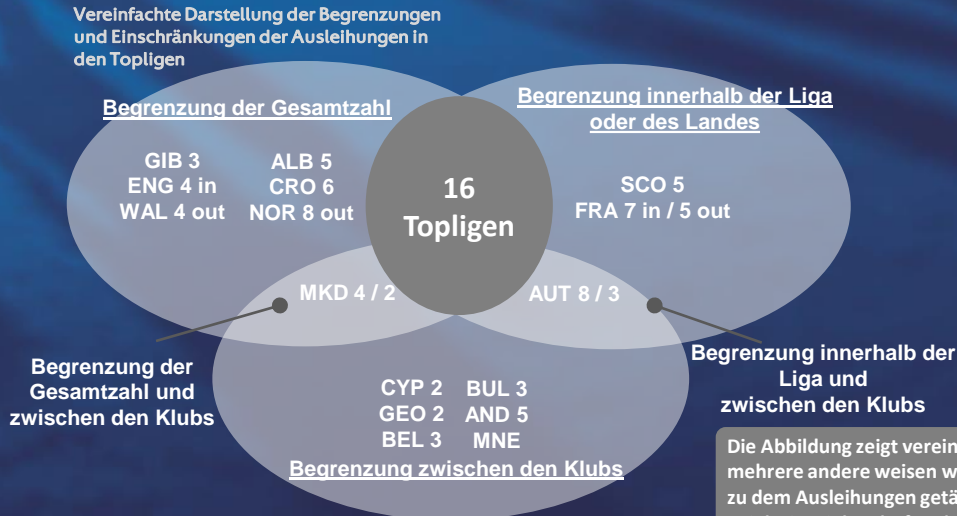 Vereinfachte Darstellung der Begrenzungen
und Einschränkungen der Ausleihungen in
den Topligen
Begrenzung der Gesamtzahl
GIB 3 ALB 5
ENG 4 in CRO 6
WAL 4 out NOR 8 out
16
Topligen
Begrenzung innerhalb der Liga
oder des Landes
SCO 5
FRA 7 in / 5 out
MKD 4 / 2
AUT 8 / 3
Begrenzung der
Gesamtzahl und
zwischen den Klubs
Begrenzung innerhalb der
Liga und
zwischen den Klubs
CYP 2 BUL 3
GEO 2 AND 5
BEL 3 MNE
Begrenzung zwischen den Klubs
Die Abbildung zeigt verein
mehrere andere weisen w
zu dem Ausleihungen getä